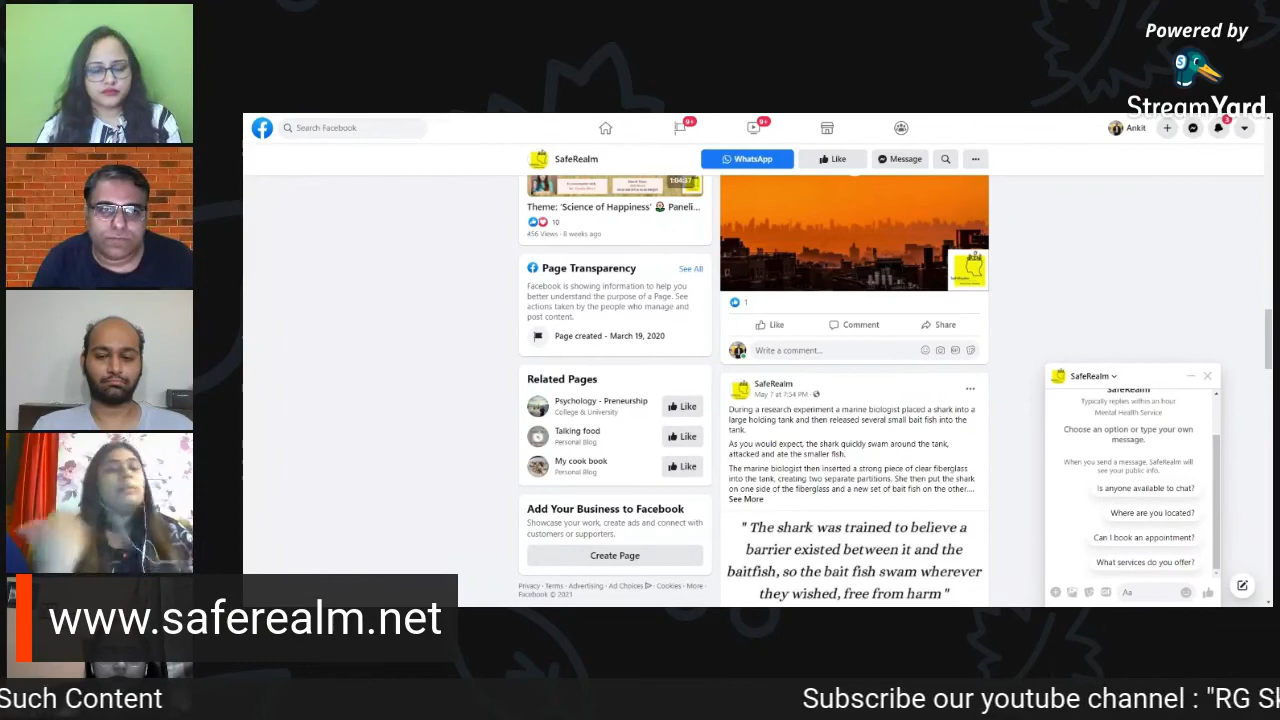 Powered by
StreamYard
Search Facebook
9+
9+
Ankit
3
SafeRealm
WhatsApp
Like
Message
1:04:37
Theme: 'Science of Happiness' 🌷 Paneli...
10
456 Views · 8 weeks ago
Page Transparency
See All
Facebook is showing information to help you
better understand the purpose of a Page. See
actions taken by the people who manage and
post content.
Page created - March 19, 2020
Related Pages
Psychology - Preneurship
College & University
Like
Talking food
Personal Blog
Like
My cook book
Personal Blog
Like
Add Your Business to Facebook
Showcase your work, create ads and connect with
customers or supporters.
Create Page
Privacy · Terms · Advertising · Ad Choices · Cookies · More ·
Facebook © 2021
1
Like
Comment
Share
Write a comment...
SafeRealm
May 7 at 7:54 PM ·
During a research experiment a marine biologist placed a shark into a
large holding tank and then released several small bait fish into the
tank.
As you would expect, the shark quickly swam around the tank,
attacked and ate the smaller fish.
The marine biologist then inserted a strong piece of clear fiberglass
into the tank, creating two separate partitions. She then put the shark
on one side of the fiberglass and a new set of bait fish on the other....
See More
" The shark was trained to believe a
barrier existed between it and the
baitfish, so the bait fish swam wherever
they wished, free from harm "
SafeRealm
SafeRealm
Typically replies within an hour
Mental Health Service
Choose an option or type your own
message.
When you send a message, SafeRealm will
see your public info.
Is anyone available to chat?
Where are you located?
Can I book an appointment?
What services do you offer?
Aa
www.saferealm.net
Such Content
Subscribe our youtube channel : "RG